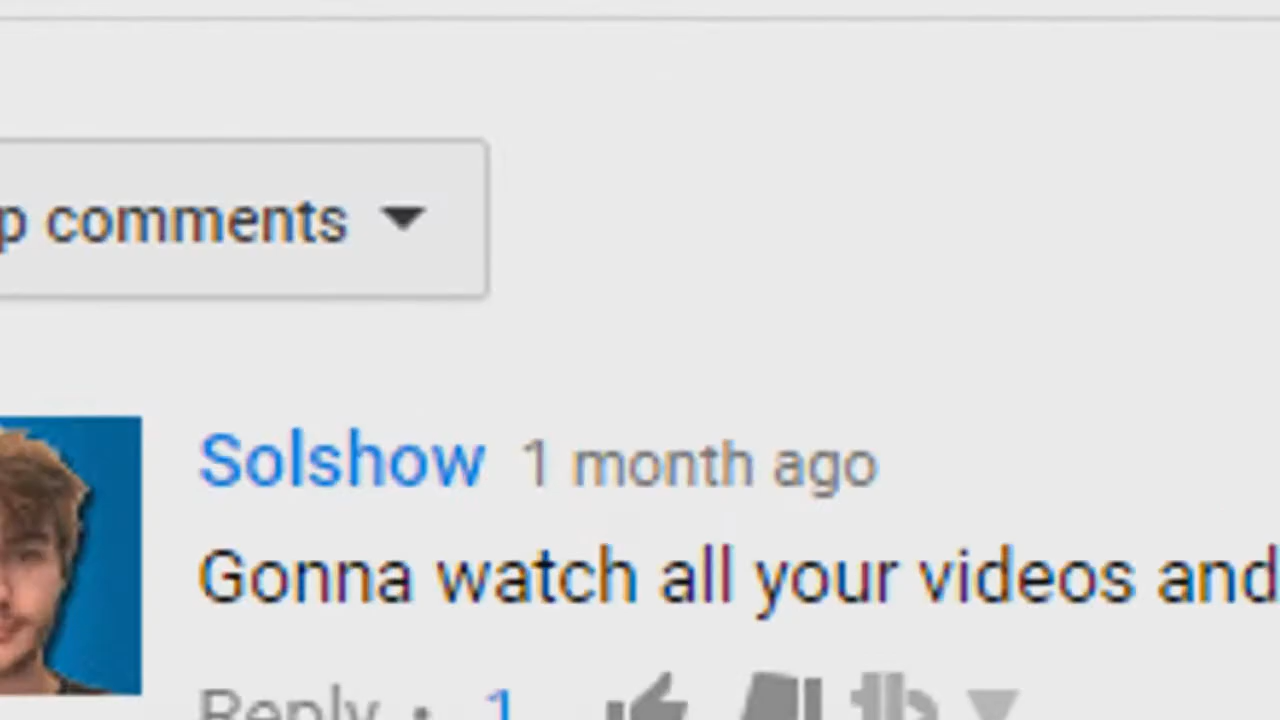 p comments
Solshow 1 month ago
Gonna watch all your videos and
Reply • 1